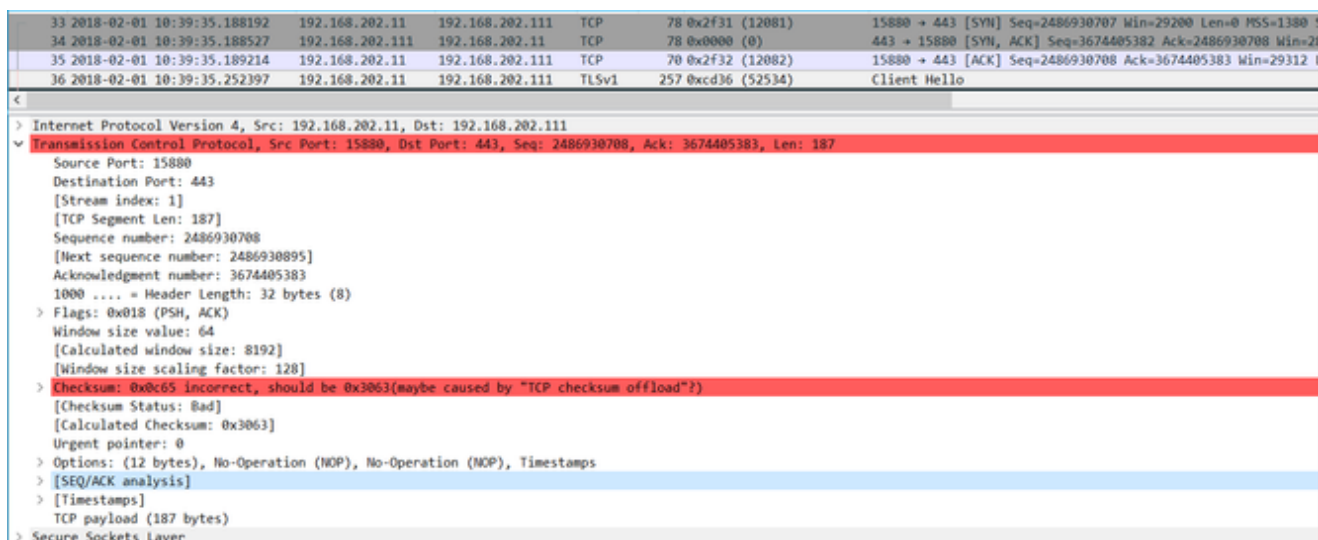 33 2018-02-01 10:39:35.188192 192.168.202.11 192.168.202.111 TCP 78 0x2f31 (12081) 15880 → 443 [SYN] Seq=2486930707 Win=29200 Len=0 MSS=1380
34 2018-02-01 10:39:35.188527 192.168.202.111 192.168.202.11 TCP 78 0x0000 (0) 443 → 15880 [SYN, ACK] Seq=3674405382 Ack=2486930708
35 2018-02-01 10:39:35.189214 192.168.202.11 192.168.202.111 TCP 70 0x2f32 (12082) 15880 → 443 [ACK] Seq=2486930708 Ack=3674405383 Win=29312
36 2018-02-01 10:39:35.252397 192.168.202.11 192.168.202.111 TLSv1 257 0xcd36 (52534) Client Hello
Internet Protocol Version 4, Src: 192.168.202.11, Dst: 192.168.202.111
Transmission Control Protocol, Src Port: 15880, Dst Port: 443, Seq: 2486930708, Ack: 3674405383, Len: 187
Source Port: 15880
Destination Port: 443
[Stream index: 1]
[TCP Segment Len: 187]
Sequence number: 2486930708
[Next sequence number: 2486930895]
Acknowledgment number: 3674405383
1000 .... = Header Length: 32 bytes (8)
Flags: 0x018 (PSH, ACK)
Window size value: 64
[Calculated window size: 8192]
[Window size scaling factor: 128]
Checksum: 0x0c65 incorrect, should be 0x3063(maybe caused by "TCP checksum offload"?)
[Checksum Status: Bad]
[Calculated Checksum: 0x3063]
Urgent pointer: 0
Options: (12 bytes), No-Operation (NOP), No-Operation (NOP), Timestamps
[SEQ/ACK analysis]
[Timestamps]
TCP payload (187 bytes)
Secure Sockets Layer